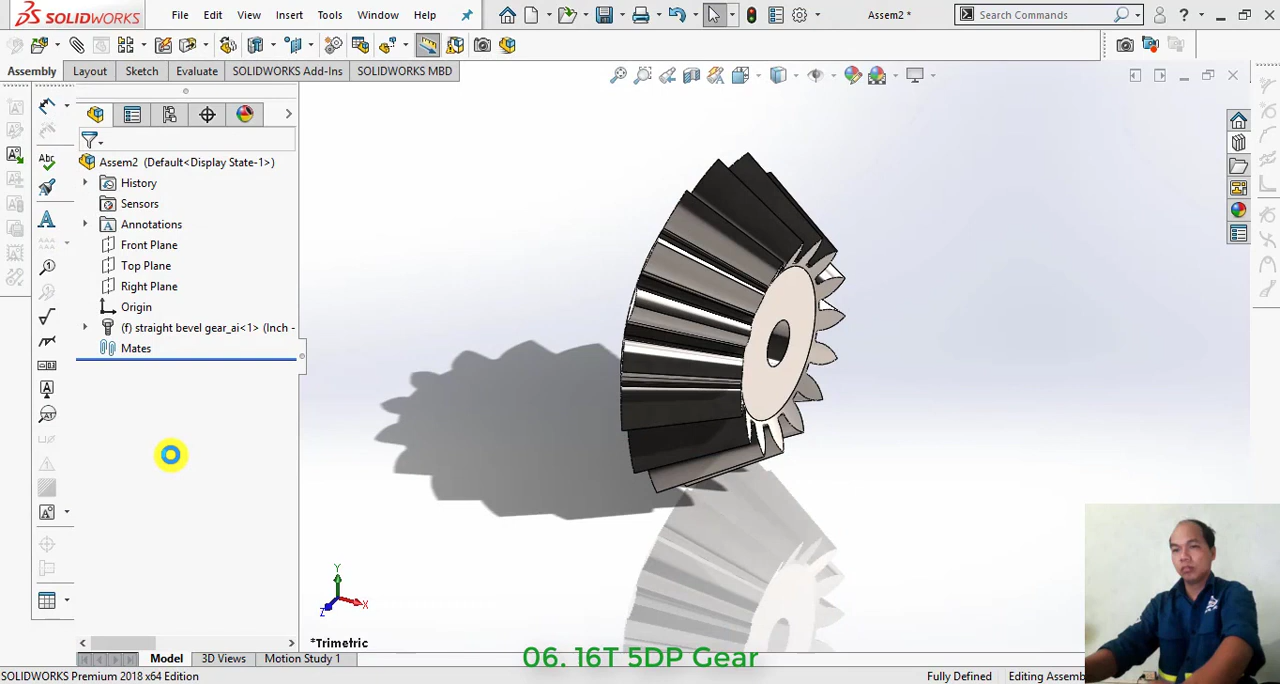 SOLIDWORKS
File Edit View Insert Tools Window Help
Assem2 *
Search Commands
Assembly Layout Sketch Evaluate SOLIDWORKS Add-Ins SOLIDWORKS MBD
Assem2 (Default<Display State-1>)
History
Sensors
Annotations
Front Plane
Top Plane
Right Plane
Origin
(f) straight bevel gear_ai<1> (Inch -
Mates
Y
X
Z
*Trimetric
Model 3D Views Motion Study 1
06. 16T 5DP Gear
SOLIDWORKS Premium 2018 x64 Edition
Fully Defined
Editing Assemb